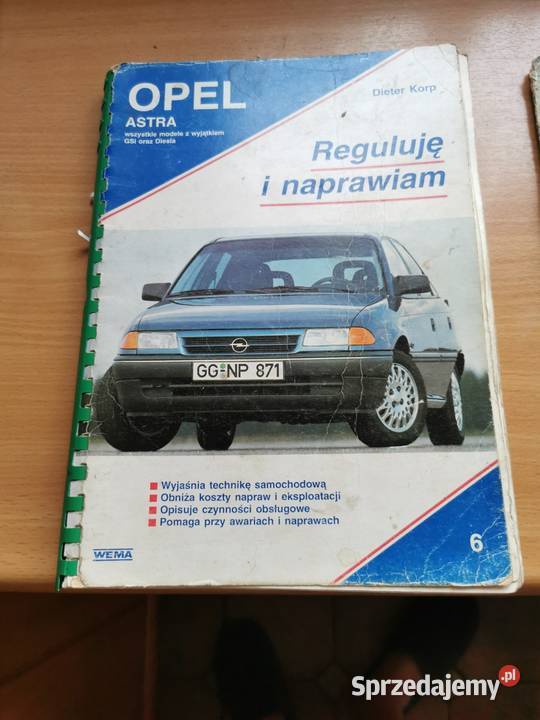 OPEL
ASTRA
wszystkie modele z wyjątkiem
GSi oraz Diesla
Dieter Korp
Reguluję
i naprawiam
GG NP 871
Wyjaśnia technikę samochodową
Obniża koszty napraw i eksploatacji
Opisuje czynności obsługowe
Pomaga przy awariach i naprawach
WEMA
6
Sprzedajemy.pl